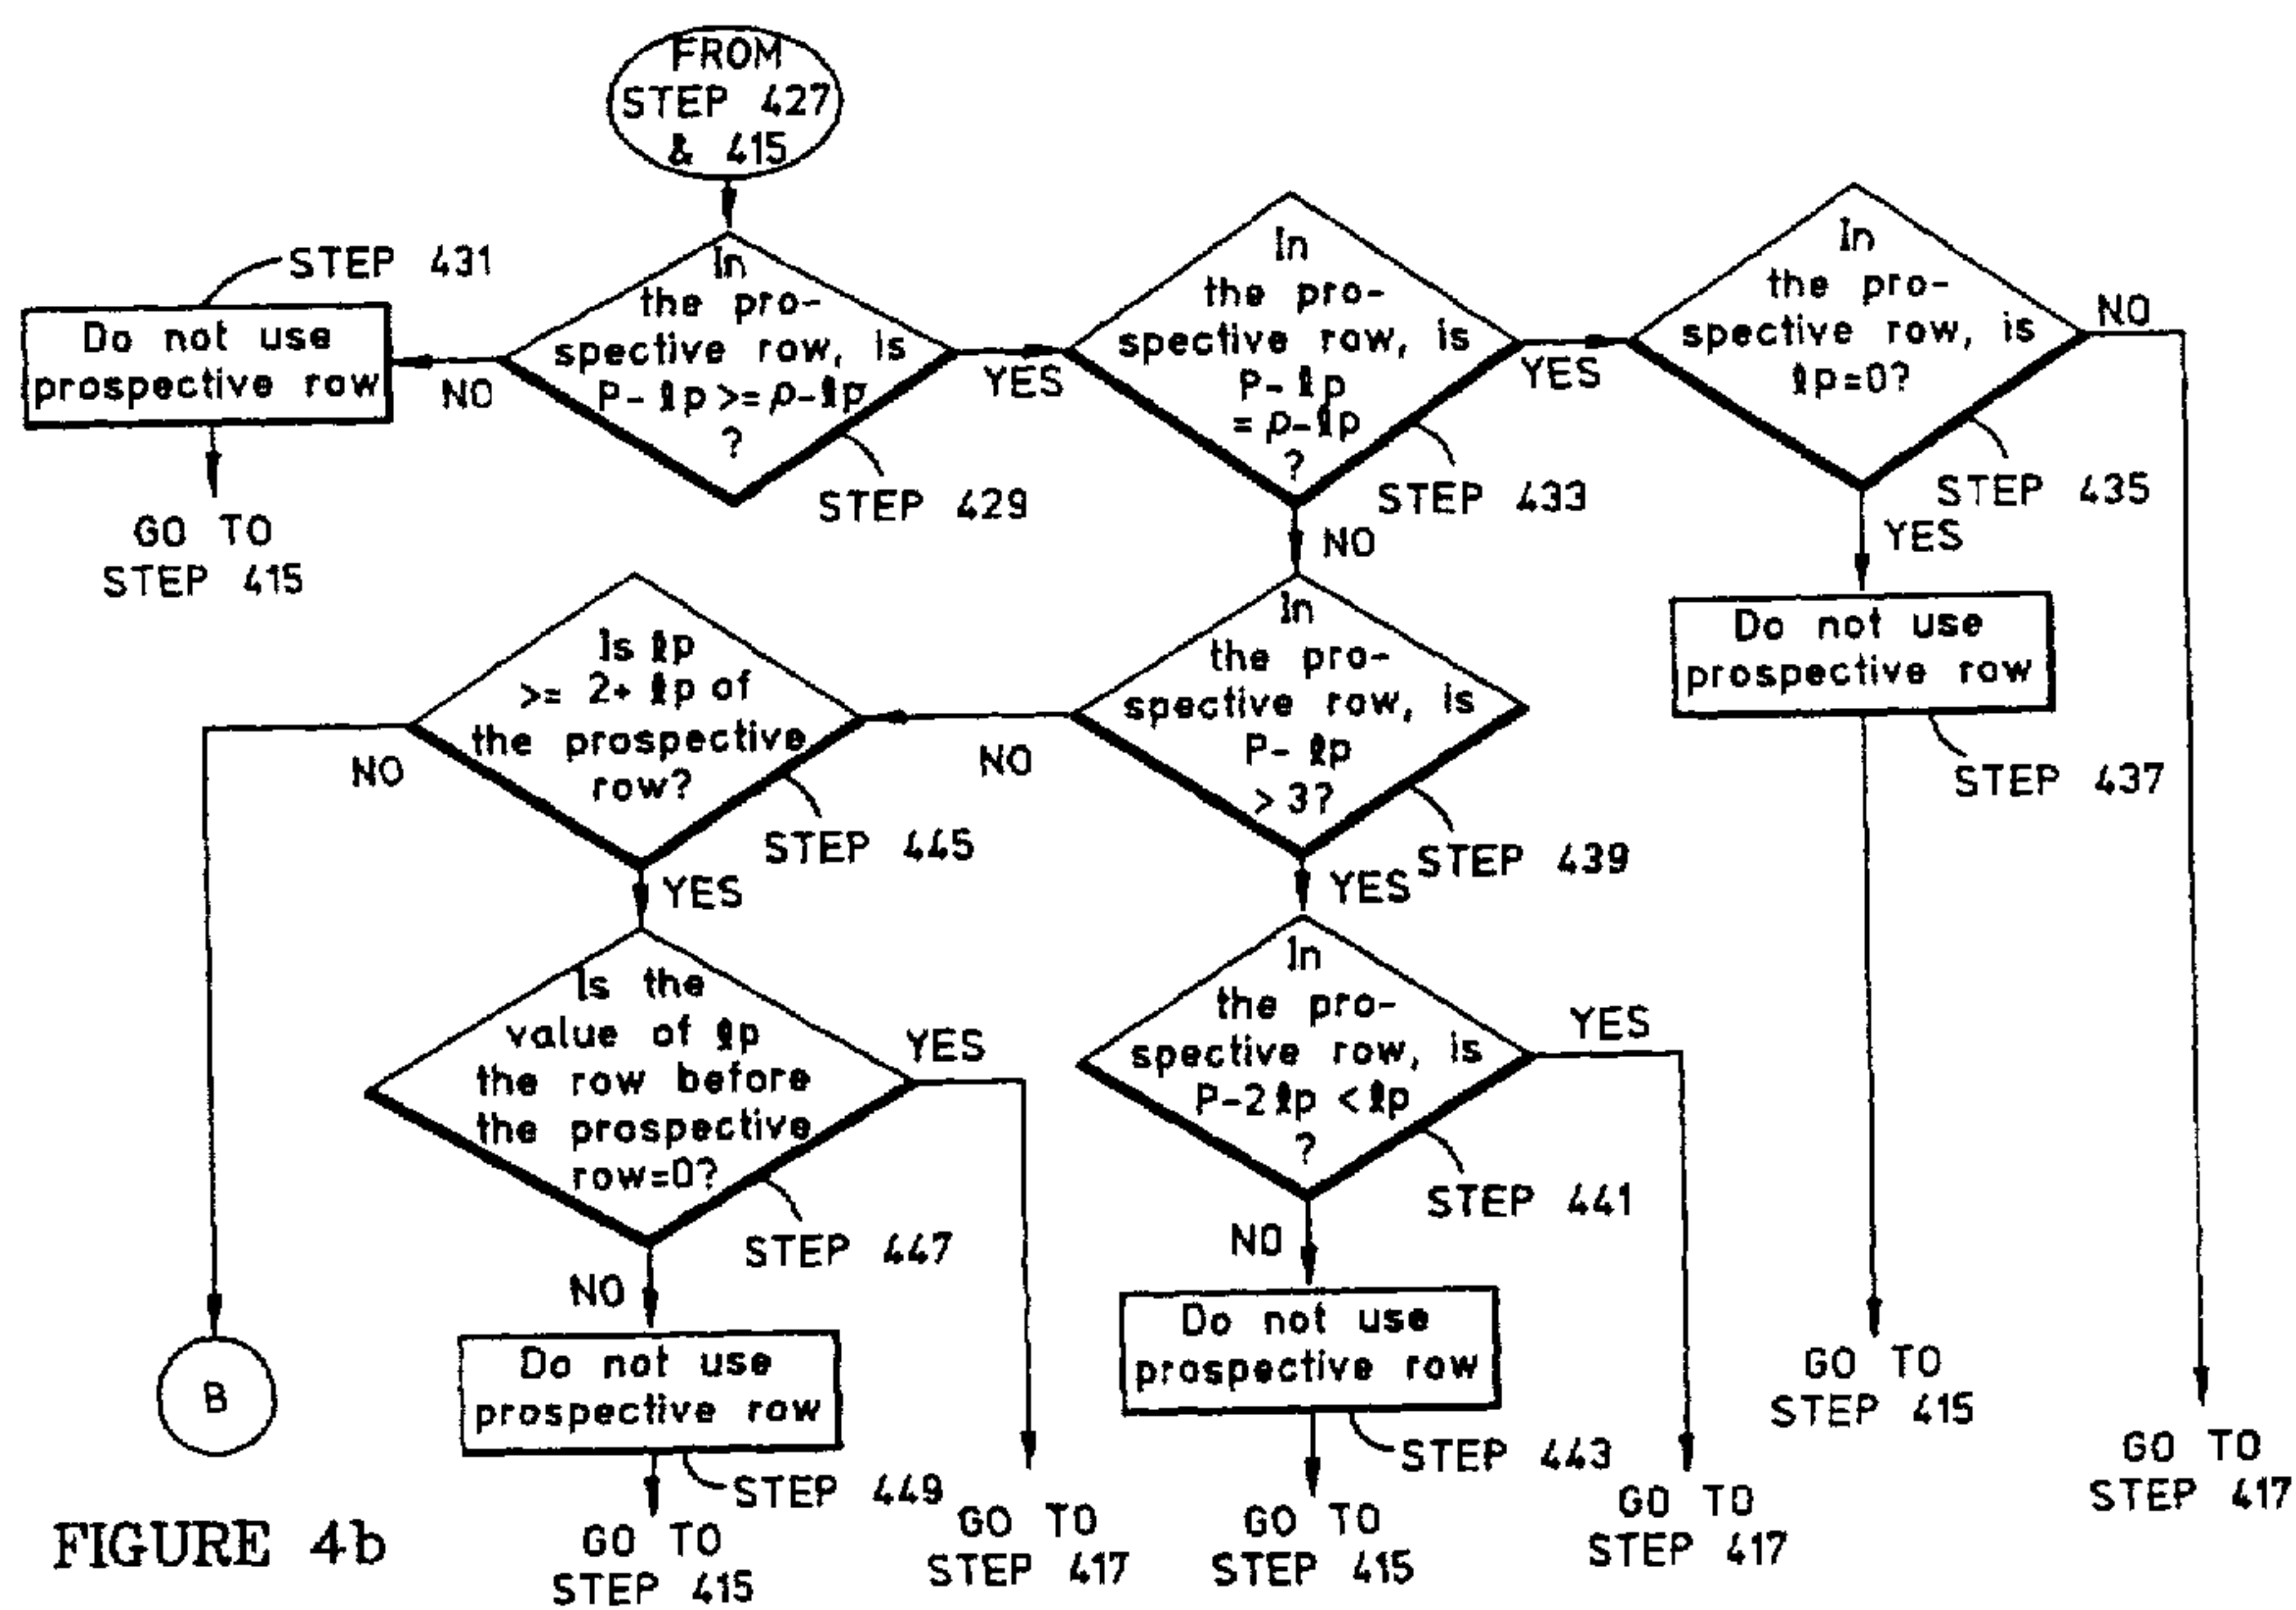 FROM
STEP 427
& 415
In
the pro-
spective row, is
P-ℓp >= ρ-ℓp
?
STEP 429
NO
YES
STEP 431
Do not use
prospective row
GO TO
STEP 415
In
the pro-
spective row, is
P-ℓp
= ρ-ℓp
?
STEP 433
YES
NO
In
the pro-
spective row, is
ℓp=0?
STEP 435
NO
YES
Do not use
prospective row
STEP 437
GO TO
STEP 415
GO TO
STEP 417
In
the pro-
spective row, is
P-ℓp
> 3?
STEP 439
NO
YES
In
the pro-
spective row, is
P-2ℓp <ℓp
?
STEP 441
YES
NO
Do not use
prospective row
STEP 443
GO TO
STEP 415
GO TO
STEP 417
Is ℓp
>= 2+ ℓp of
the prospective
row?
STEP 445
NO
YES
Is the
value of ℓp
the row before
the prospective
row=0?
STEP 447
YES
NO
Do not use
prospective row
STEP 449
GO TO
STEP 415
GO TO
STEP 417
B
FIGURE 4b